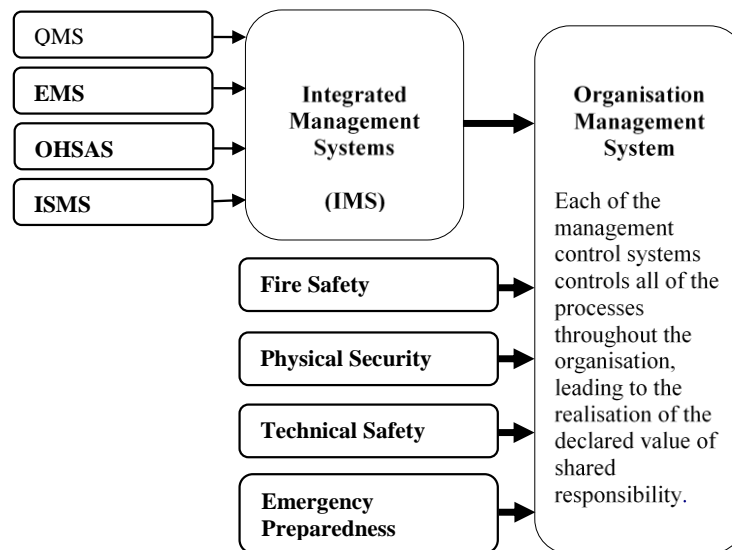 QMS
EMS
OHSAS
ISMS
Integrated
Management
Systems
(IMS)
Fire Safety
Physical Security
Technical Safety
Emergency
Preparedness
Organisation
Management
System
Each of the
management
control systems
controls all of the
processes
throughout the
organisation,
leading to the
realisation of the
declared value of
shared
responsibility.